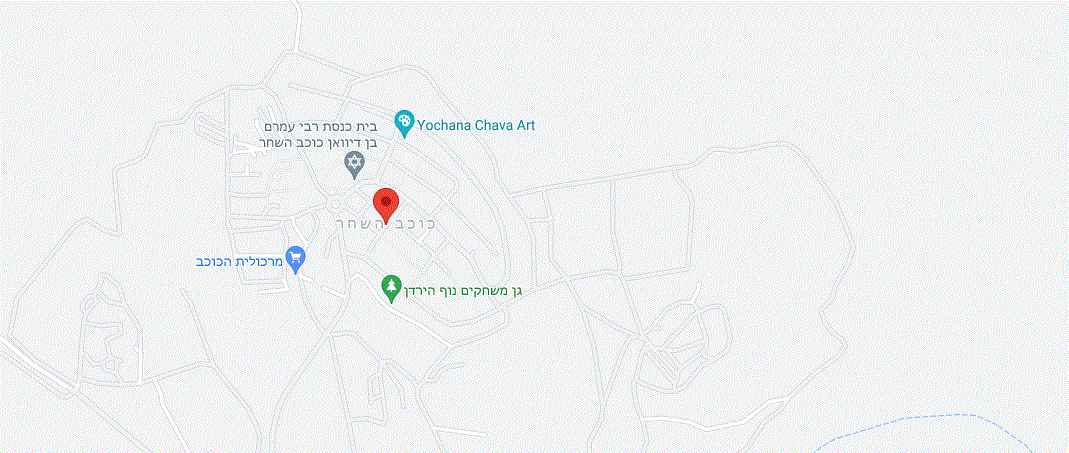 Yochana Chava Art
בית כנסת רבי עמרם
בן דיוואן כוכב השחר
כוכב השחר
מרכולית הכוכב
גן משחקים נוף הירדן